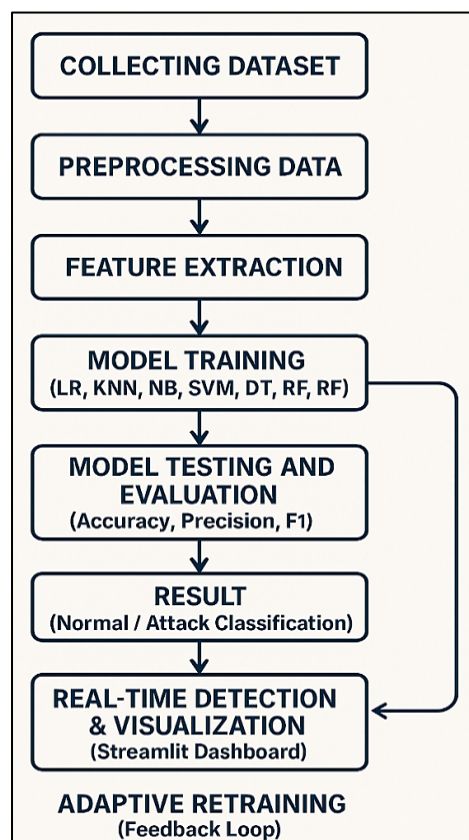 COLLECTING DATASET
PREPROCESSING DATA
FEATURE EXTRACTION
MODEL TRAINING
(LR, KNN, NB, SVM, DT, RF, RF)
MODEL TESTING AND
EVALUATION
(Accuracy, Precision, F1)
RESULT
(Normal / Attack Classification)
REAL-TIME DETECTION
& VISUALIZATION
(Streamlit Dashboard)
ADAPTIVE RETRAINING
(Feedback Loop)